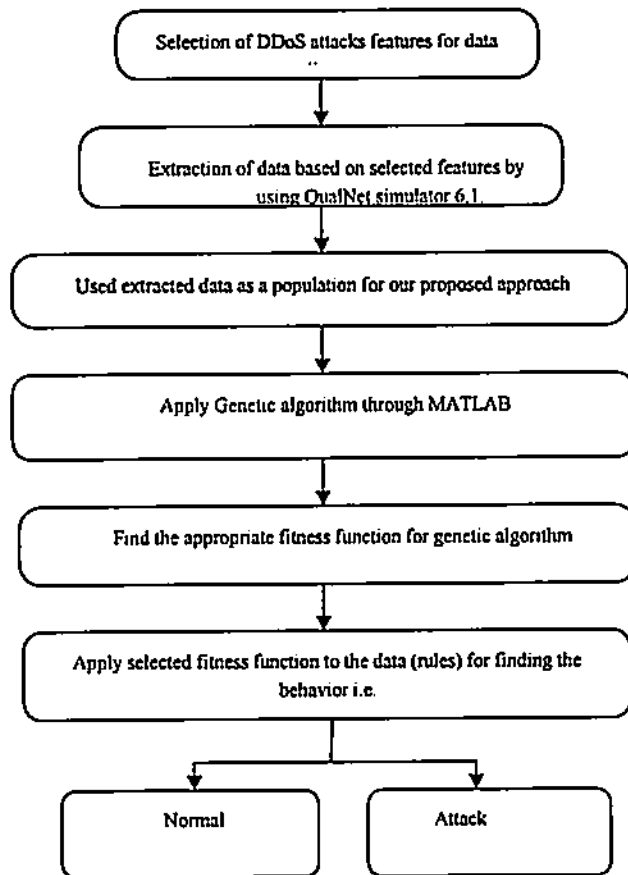 Selection of DDoS attacks features for data
Extraction of data based on selected features by
using QualNet simulator 6.1.
Used extracted data as a population for our proposed approach
Apply Genetic algorithm through MATLAB
Find the appropriate fitness function for genetic algorithm
Apply selected fitness function to the data (rules) for finding the
behavior i.e.
Normal
Attack